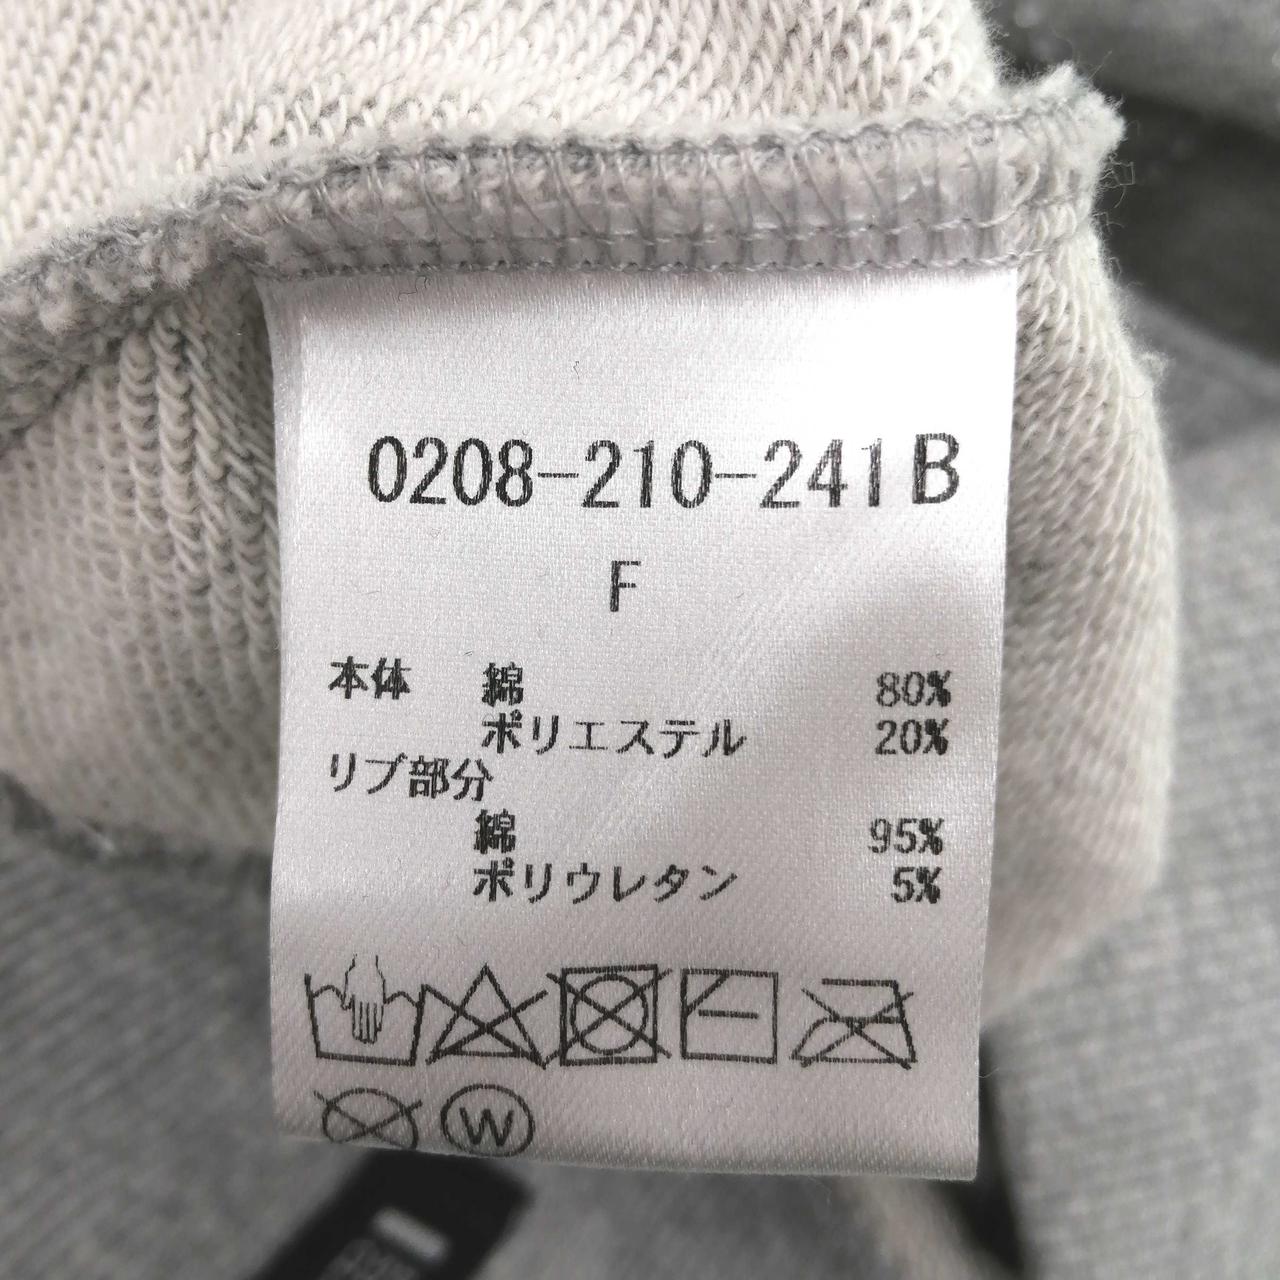 0208-210-241B
F
本体 綿 80%
ポリエステル 20%
リブ部分
綿 95%
ポリウレタン 5%
W